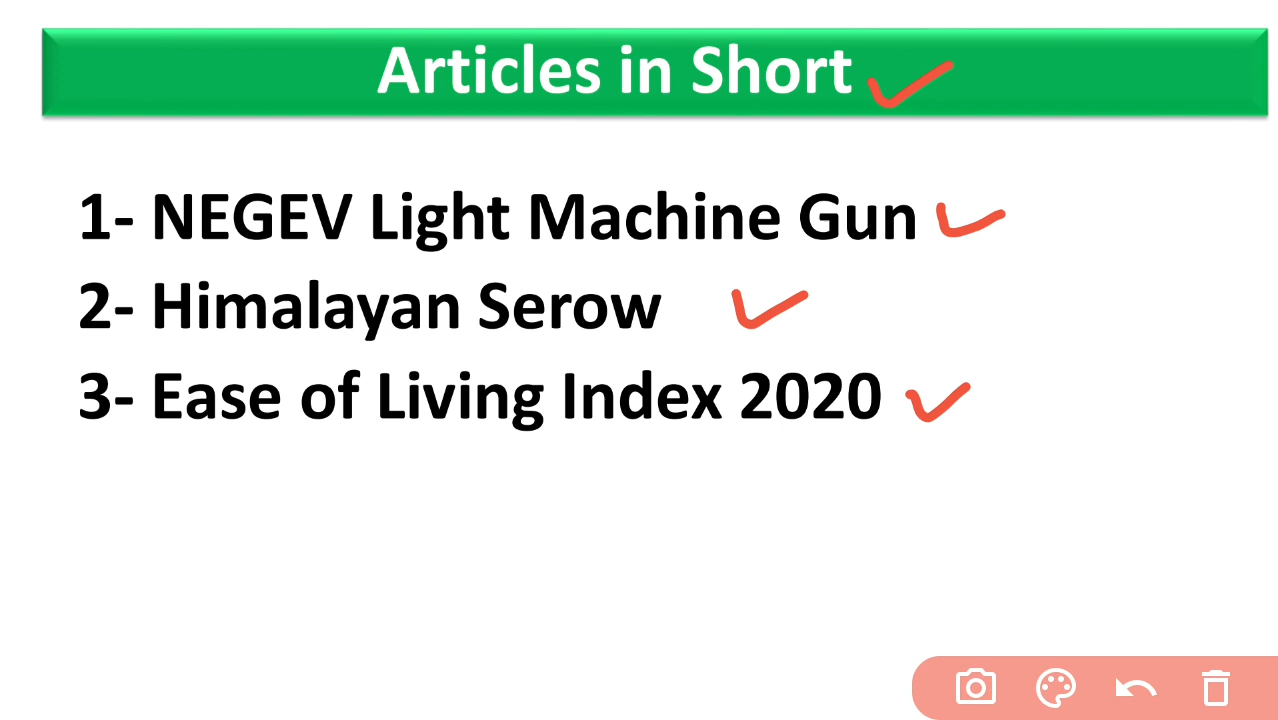 Articles in Short
1- NEGEV Light Machine Gun
2- Himalayan Serow
3- Ease of Living Index 2020